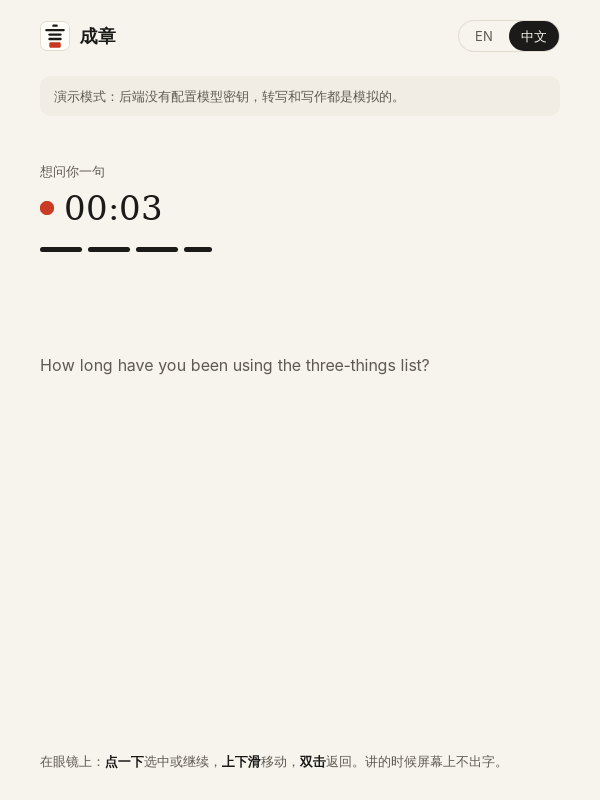 成章
EN 中文
演示模式：后端没有配置模型密钥，转写和写作都是模拟的。
想问你一句
00:03
How long have you been using the three-things list?
在眼镜上：点一下选中或继续，上下滑移动，双击返回。讲的时候屏幕上不出字。